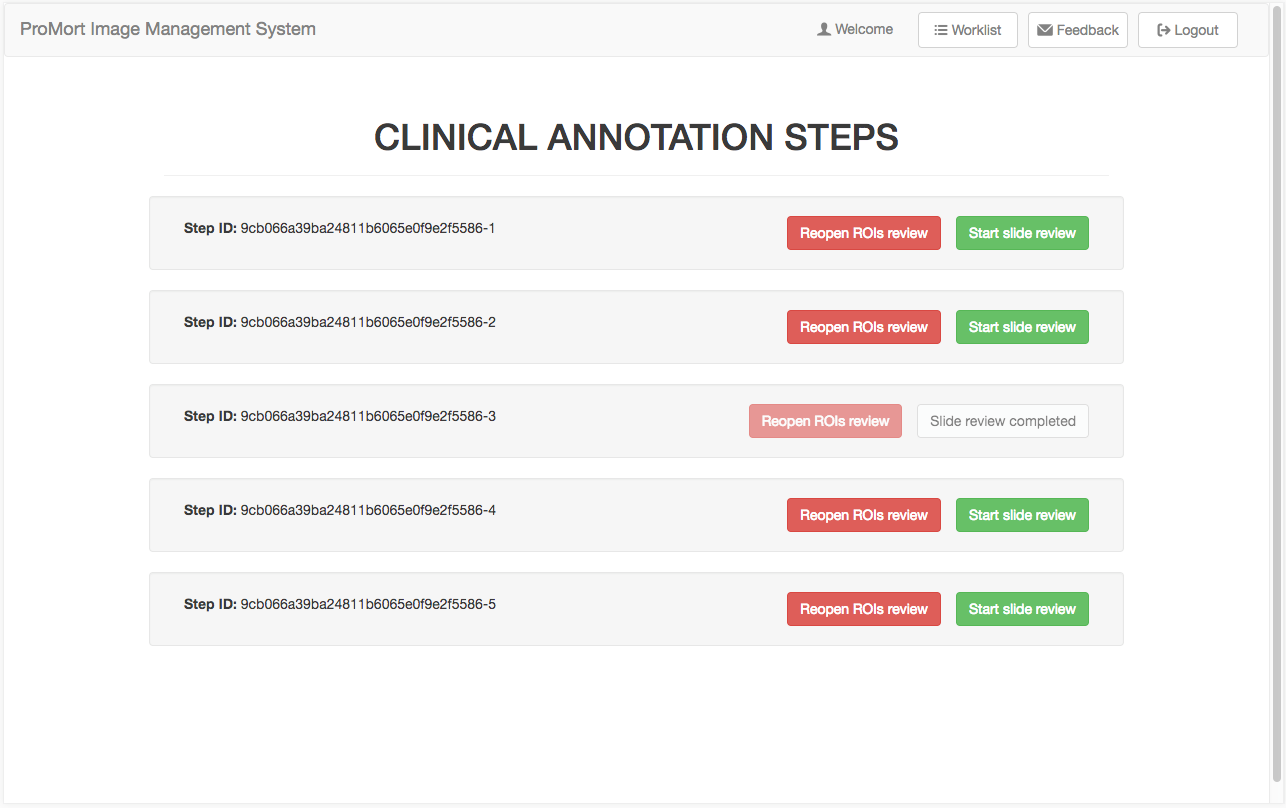 ProMort Image Management System Welcome Worklist Feedback Logout
CLINICAL ANNOTATION STEPS
Step ID: 9cb066a39ba24811b6065e0f9e2f5586-1 Reopen ROIs review Start slide review
Step ID: 9cb066a39ba24811b6065e0f9e2f5586-2 Reopen ROIs review Start slide review
Step ID: 9cb066a39ba24811b6065e0f9e2f5586-3 Reopen ROIs review Slide review completed
Step ID: 9cb066a39ba24811b6065e0f9e2f5586-4 Reopen ROIs review Start slide review
Step ID: 9cb066a39ba24811b6065e0f9e2f5586-5 Reopen ROIs review Start slide review